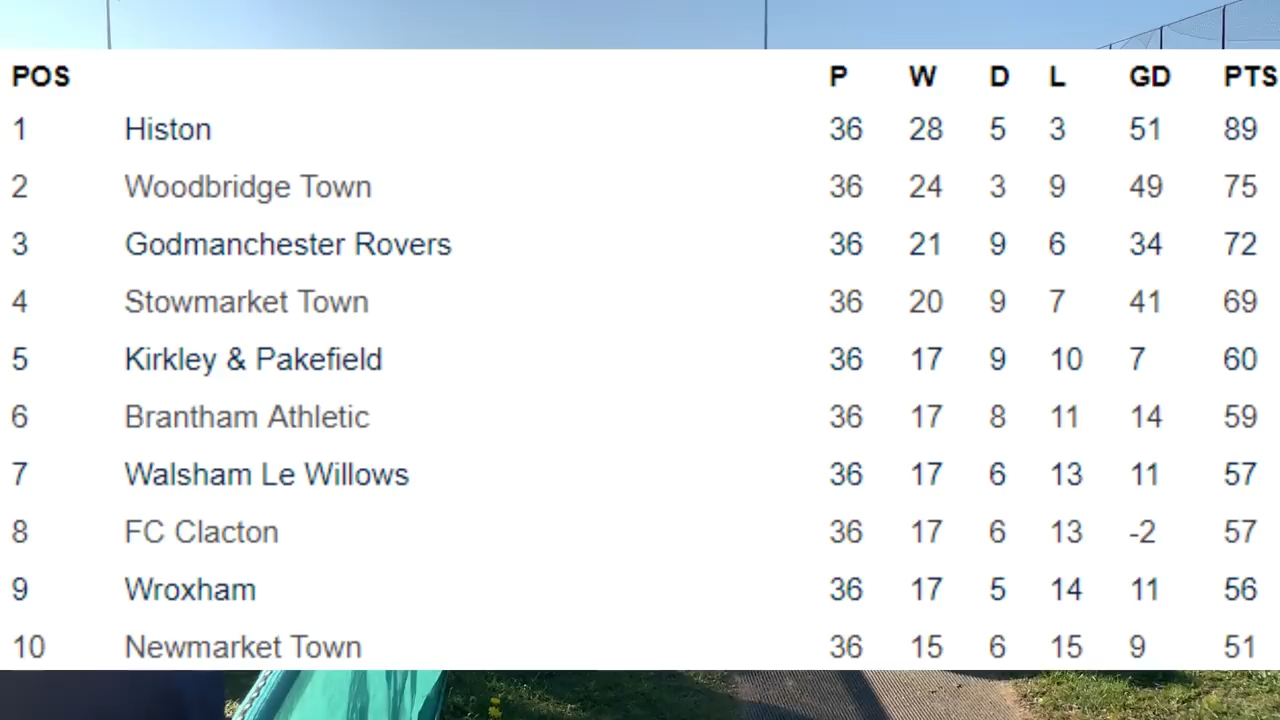 POS P W D L GD PTS
1 Histon 36 28 5 3 51 89
2 Woodbridge Town 36 24 3 9 49 75
3 Godmanchester Rovers 36 21 9 6 34 72
4 Stowmarket Town 36 20 9 7 41 69
5 Kirkley & Pakefield 36 17 9 10 7 60
6 Brantham Athletic 36 17 8 11 14 59
7 Walsham Le Willows 36 17 6 13 11 57
8 FC Clacton 36 17 6 13 -2 57
9 Wroxham 36 17 5 14 11 56
10 Newmarket Town 36 15 6 15 9 51